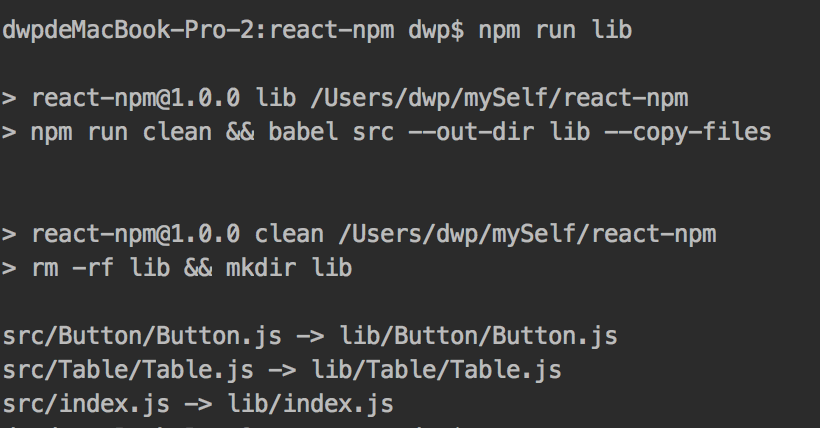 dwpdeMacBook-Pro-2:react-npm dwp$ npm run lib
> react-npm@1.0.0 lib /Users/dwp/mySelf/react-npm
> npm run clean && babel src --out-dir lib --copy-files
> react-npm@1.0.0 clean /Users/dwp/mySelf/react-npm
> rm -rf lib && mkdir lib
src/Button/Button.js -> lib/Button/Button.js
src/Table/Table.js -> lib/Table/Table.js
src/index.js -> lib/index.js